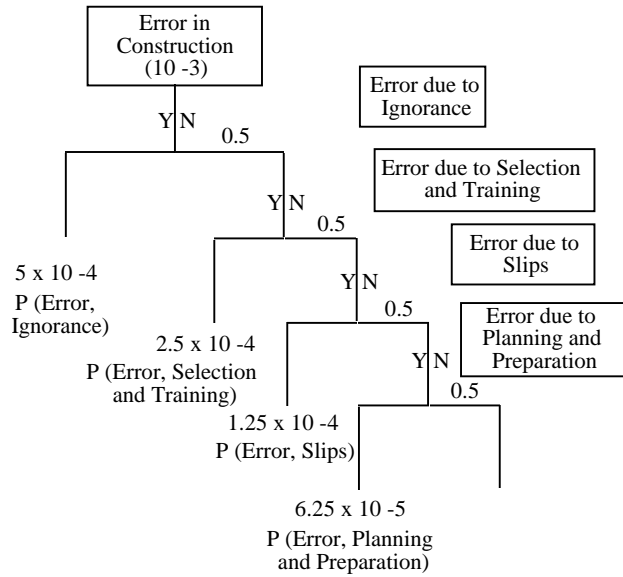 Error in
Construction
(10 -3)
Error due to
Ignorance
Y N
0.5
Error due to Selection
and Training
Y N
0.5
Error due to
Slips
5 x 10 -4
P (Error,
Ignorance)
Y N
0.5
Error due to
Planning and
Preparation
2.5 x 10 -4
P (Error, Selection
and Training)
Y N
0.5
1.25 x 10 -4
P (Error, Slips)
6.25 x 10 -5
P (Error, Planning
and Preparation)